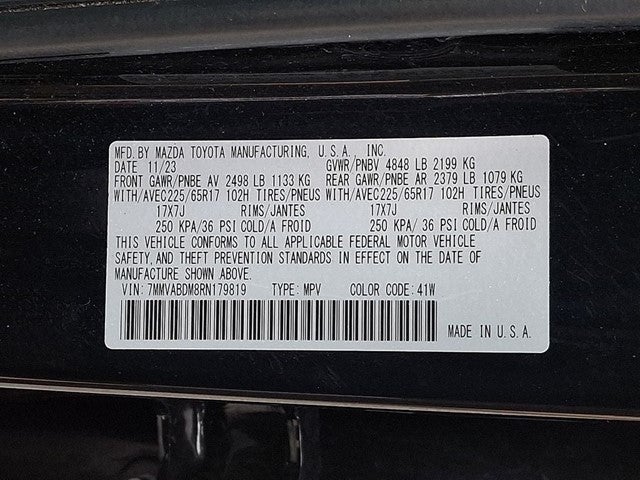 MFD. BY MAZDA TOYOTA MANUFACTURING, U.S.A., INC.
DATE 11/23 GVWR/PNBV 4848 LB 2199 KG
FRONT GAWR/PNBE AV 2498 LB 1133 KG REAR GAWR/PNBE AR 2379 LB 1079 KG
WITH/AVEC225/65R17 102H TIRES/PNEUS WITH/AVEC225/65R17 102H TIRES/PNEUS
17X7J RIMS/JANTES 17X7J RIMS/JANTES
250 KPA/36 PSI COLD/A FROID 250 KPA/ 36 PSI COLD/A FROID
THIS VEHICLE CONFORMS TO ALL APPLICABLE FEDERAL MOTOR VEHICLE
SAFETY, AND THEFT PREVENTION STANDARDS IN EFFECT ON THE DATE OF
MANUFACTURE SHOWN ABOVE.
VIN: 7MMVABDM8RN179819 TYPE: MPV COLOR CODE: 41W
MADE IN U.S.A.